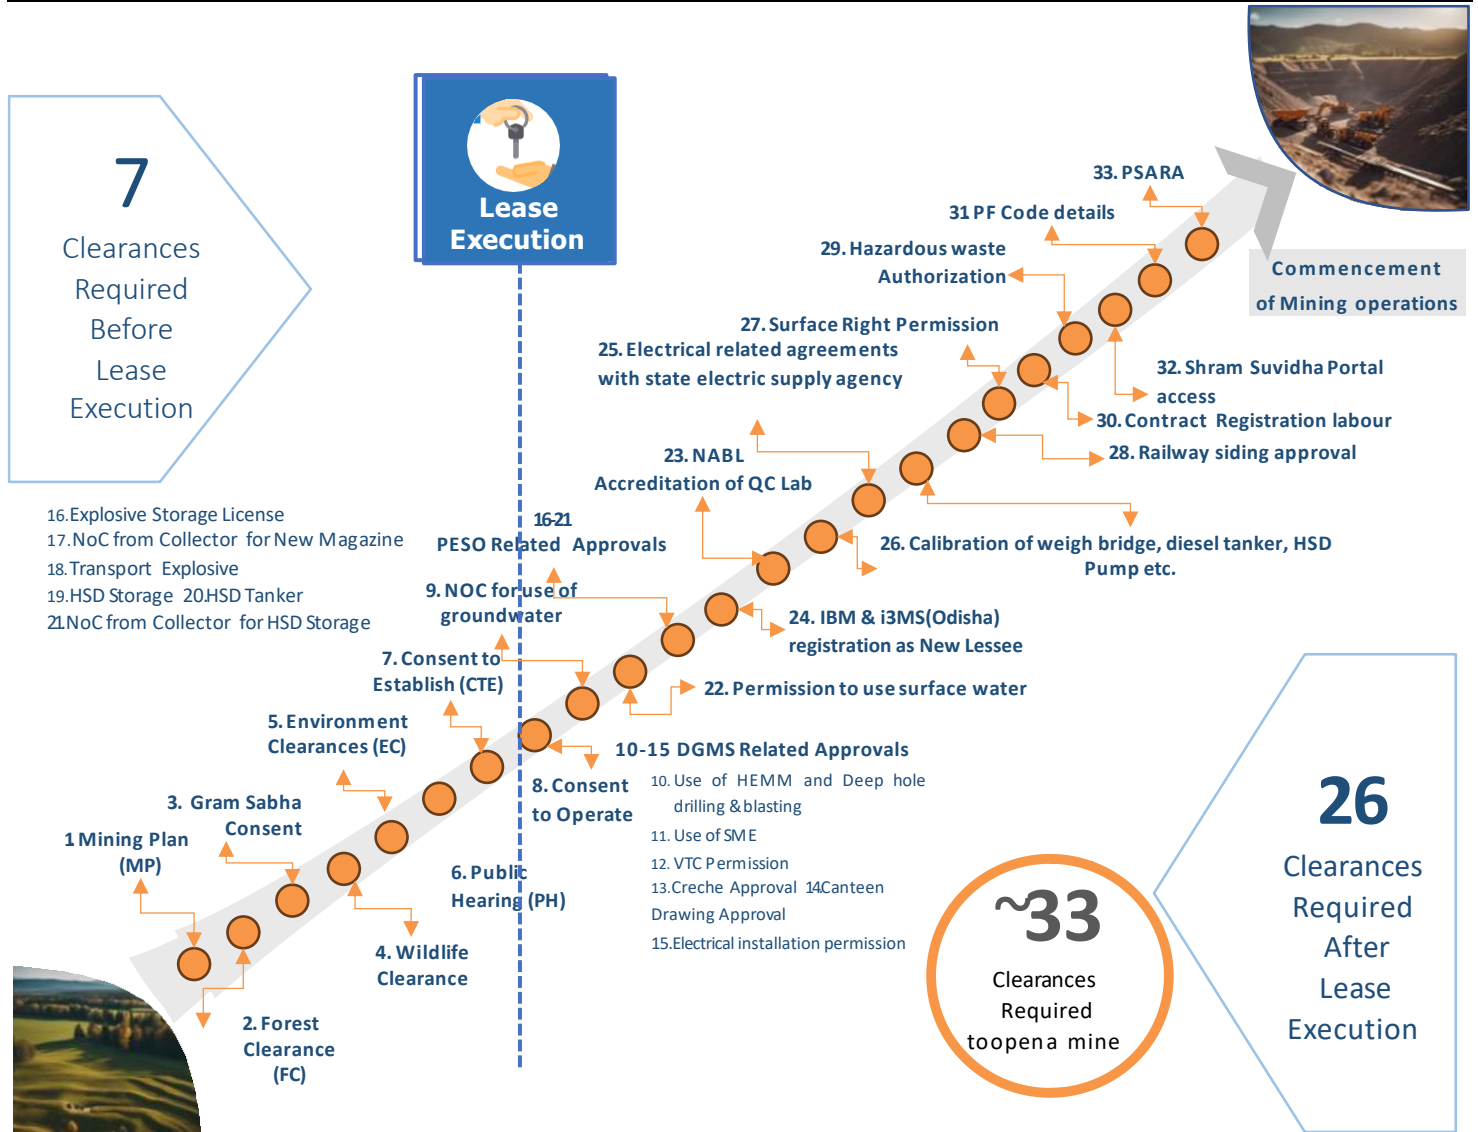 7
Clearances
Required
Before
Lease
Execution
Lease
Execution
33. PSARA
31 PF Code details
29. Hazardous waste
Authorization
Commencement
of Mining operations
27. Surface Right Permission
25. Electrical related agreements
with state electric supply agency
32. Shram Suvidha Portal
access
30. Contract Registration labour
28. Railway siding approval
23. NABL
Accreditation of QC Lab
16.Explosive Storage License
17.NoC from Collector for New Magazine
18.Transport Explosive
19.HSD Storage 20.HSD Tanker
21.NoC from Collector for HSD Storage
16-21
PESO Related Approvals
26. Calibration of weigh bridge, diesel tanker, HSD
Pump etc.
9. NOC for use of
groundwater
24. IBM & i3MS(Odisha)
registration as New Lessee
7. Consent to
Establish (CTE)
22. Permission to use surface water
5. Environment
Clearances (EC)
10-15 DGMS Related Approvals
10. Use of HEMM and Deep hole
drilling & blasting
11. Use of SME
12. VTC Permission
13.Creche Approval 14.Canteen
Drawing Approval
15.Electrical installation permission
8. Consent
to Operate
3. Gram Sabha
Consent
1 Mining Plan
(MP)
6. Public
Hearing (PH)
4. Wildlife
Clearance
2. Forest
Clearance
(FC)
~33
Clearances
Required
toopen a mine
26
Clearances
Required
After
Lease
Execution